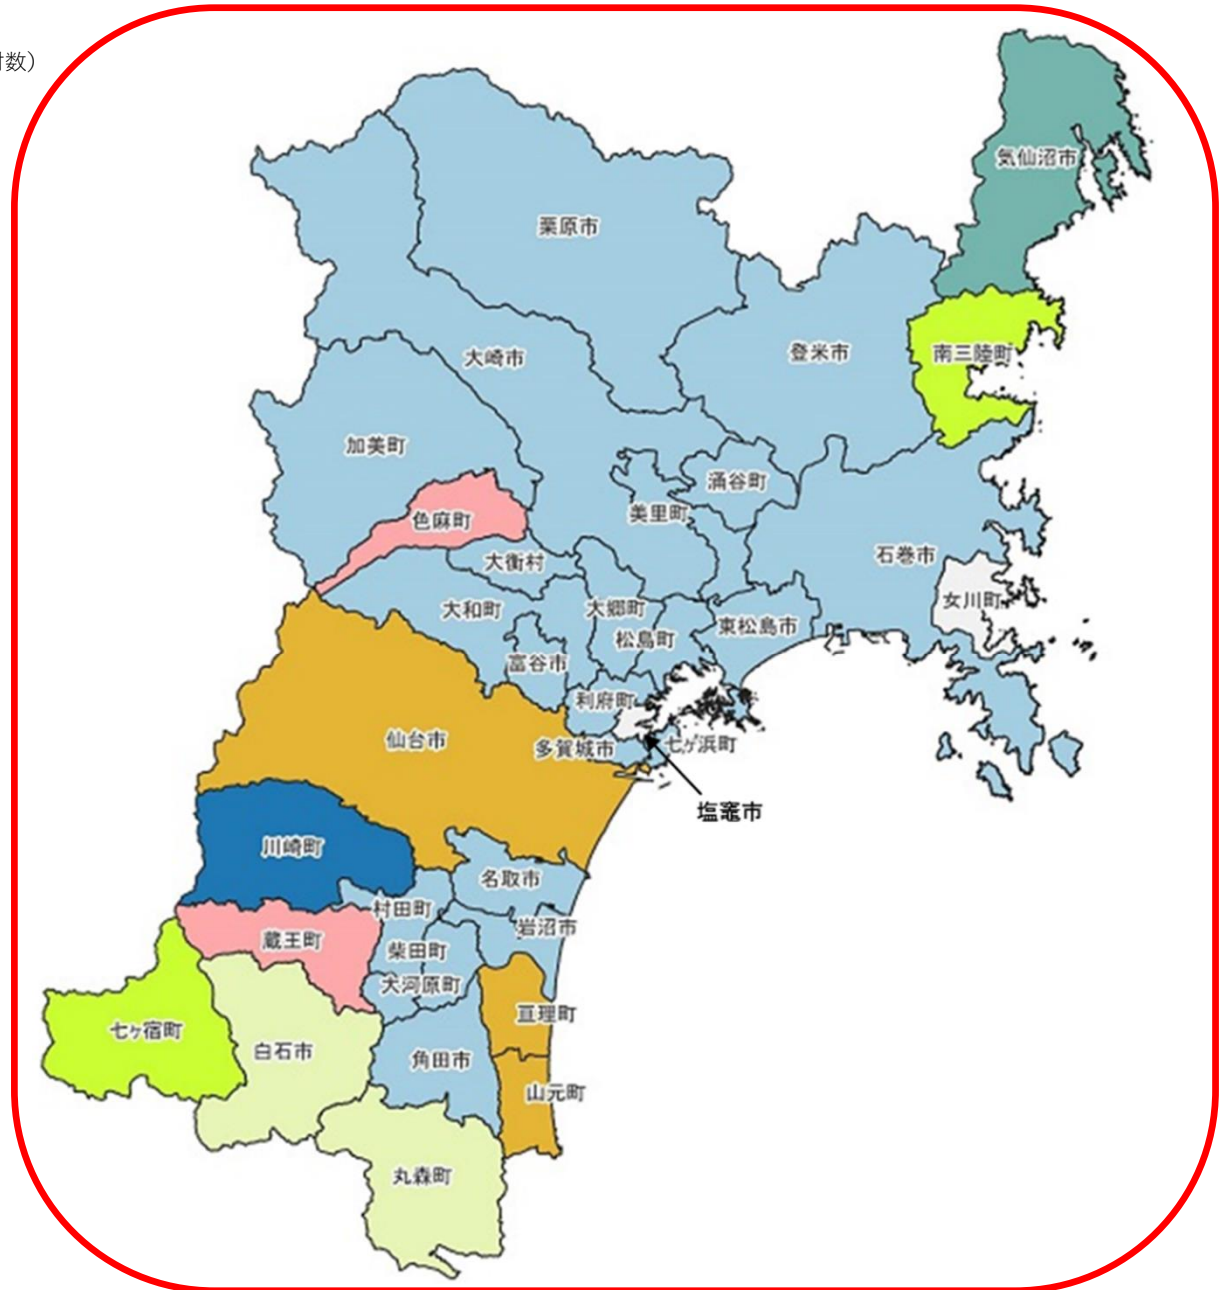 村数）
気仙沼市
栗原市
大崎市
登米市
南三陸町
加美町
涌谷町
色麻町
美里町
石巻市
大衡村
女川町
大和町
大郷町
東松島市
松島町
富谷市
利府町
仙台市
多賀城市
七ヶ浜町
塩竈市
川崎町
名取市
村田町
岩沼市
蔵王町
柴田町
大河原町
亘理町
七ヶ宿町
白石市
角田市
山元町
丸森町